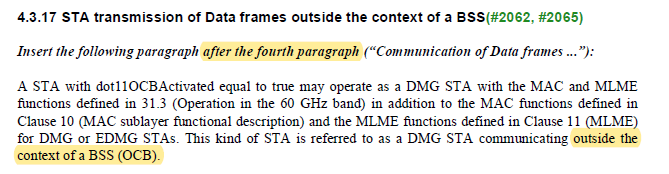 4.3.17 STA transmission of Data frames outside the context of a BSS(#2062, #2065)
Insert the following paragraph after the fourth paragraph (“Communication of Data frames ...”):
A STA with dot11OCBActivated equal to true may operate as a DMG STA with the MAC and MLME
functions defined in 31.3 (Operation in the 60 GHz band) in addition to the MAC functions defined in
Clause 10 (MAC sublayer functional description) and the MLME functions defined in Clause 11 (MLME)
for DMG or EDMG STAs. This kind of STA is referred to as a DMG STA communicating outside the
context of a BSS (OCB).